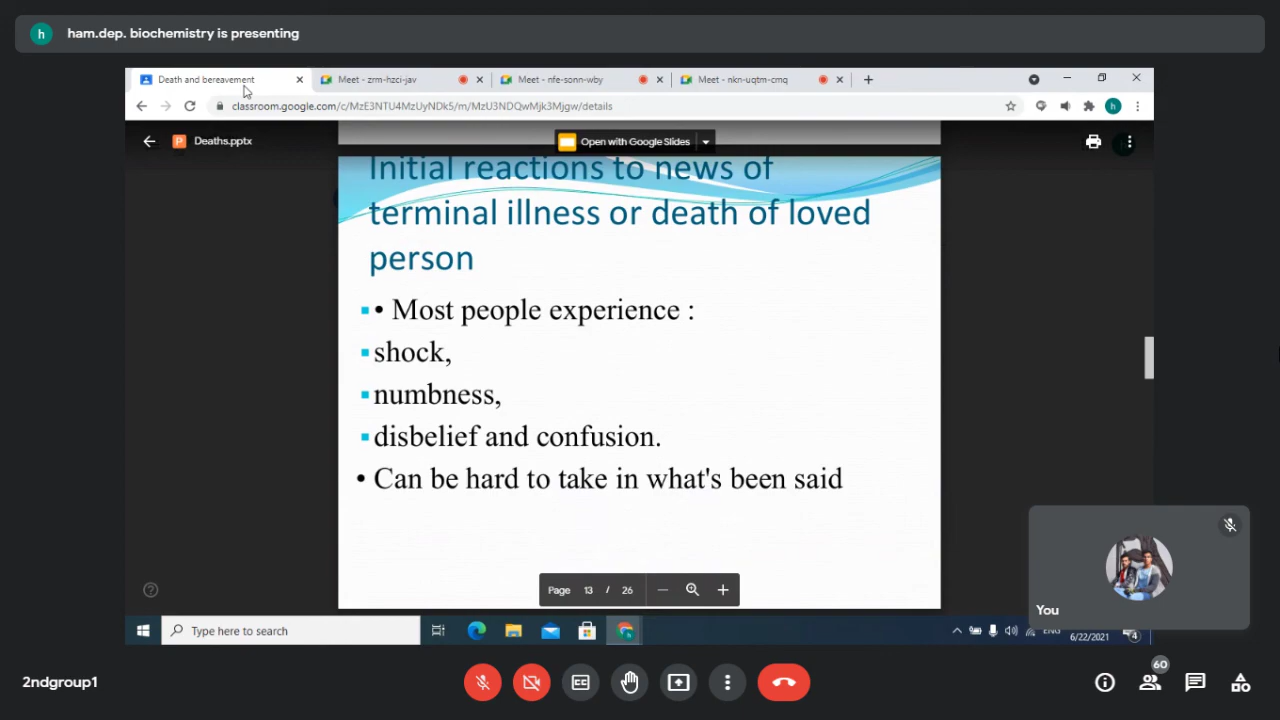 h ham.dep. biochemistry is presenting
Death and bereavement
Meet - zrm-hzci-jav
Meet - nfe-sonn-wby
Meet - nkn-uqtm-cmq
classroom.google.com/c/MzE3NTU4MzUyNDk5/m/MzU3NDQwMjk3Mjgw/details
h
P Deaths.pptx
Open with Google Slides
Initial reactions to news of
terminal illness or death of loved
person
• Most people experience :
shock,
numbness,
disbelief and confusion.
• Can be hard to take in what's been said
Page 13 / 26
You
Type here to search
ENG
6/22/2021
4
2ndgroup1
CC
60